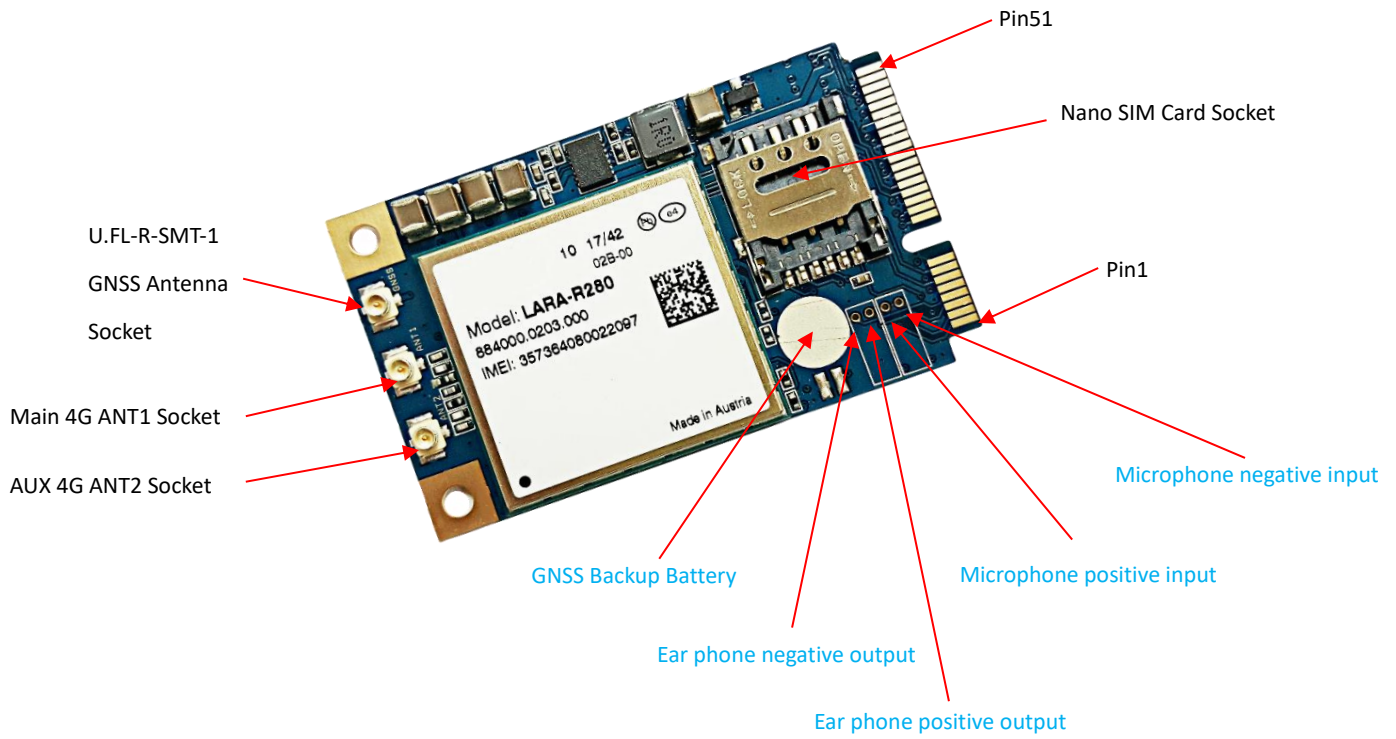 Pin51
Nano SIM Card Socket
U.FL-R-SMT-1
GNSS Antenna
Socket
Pin1
Main 4G ANT1 Socket
AUX 4G ANT2 Socket
GNSS
ANT1
ANT2
10 17/42
02B-00
Pb
e4
Model: LARA-R280
884000.0203.000
IMEI: 357364080022097
Made in Austria
Microphone negative input
GNSS Backup Battery
Microphone positive input
Ear phone negative output
Ear phone positive output